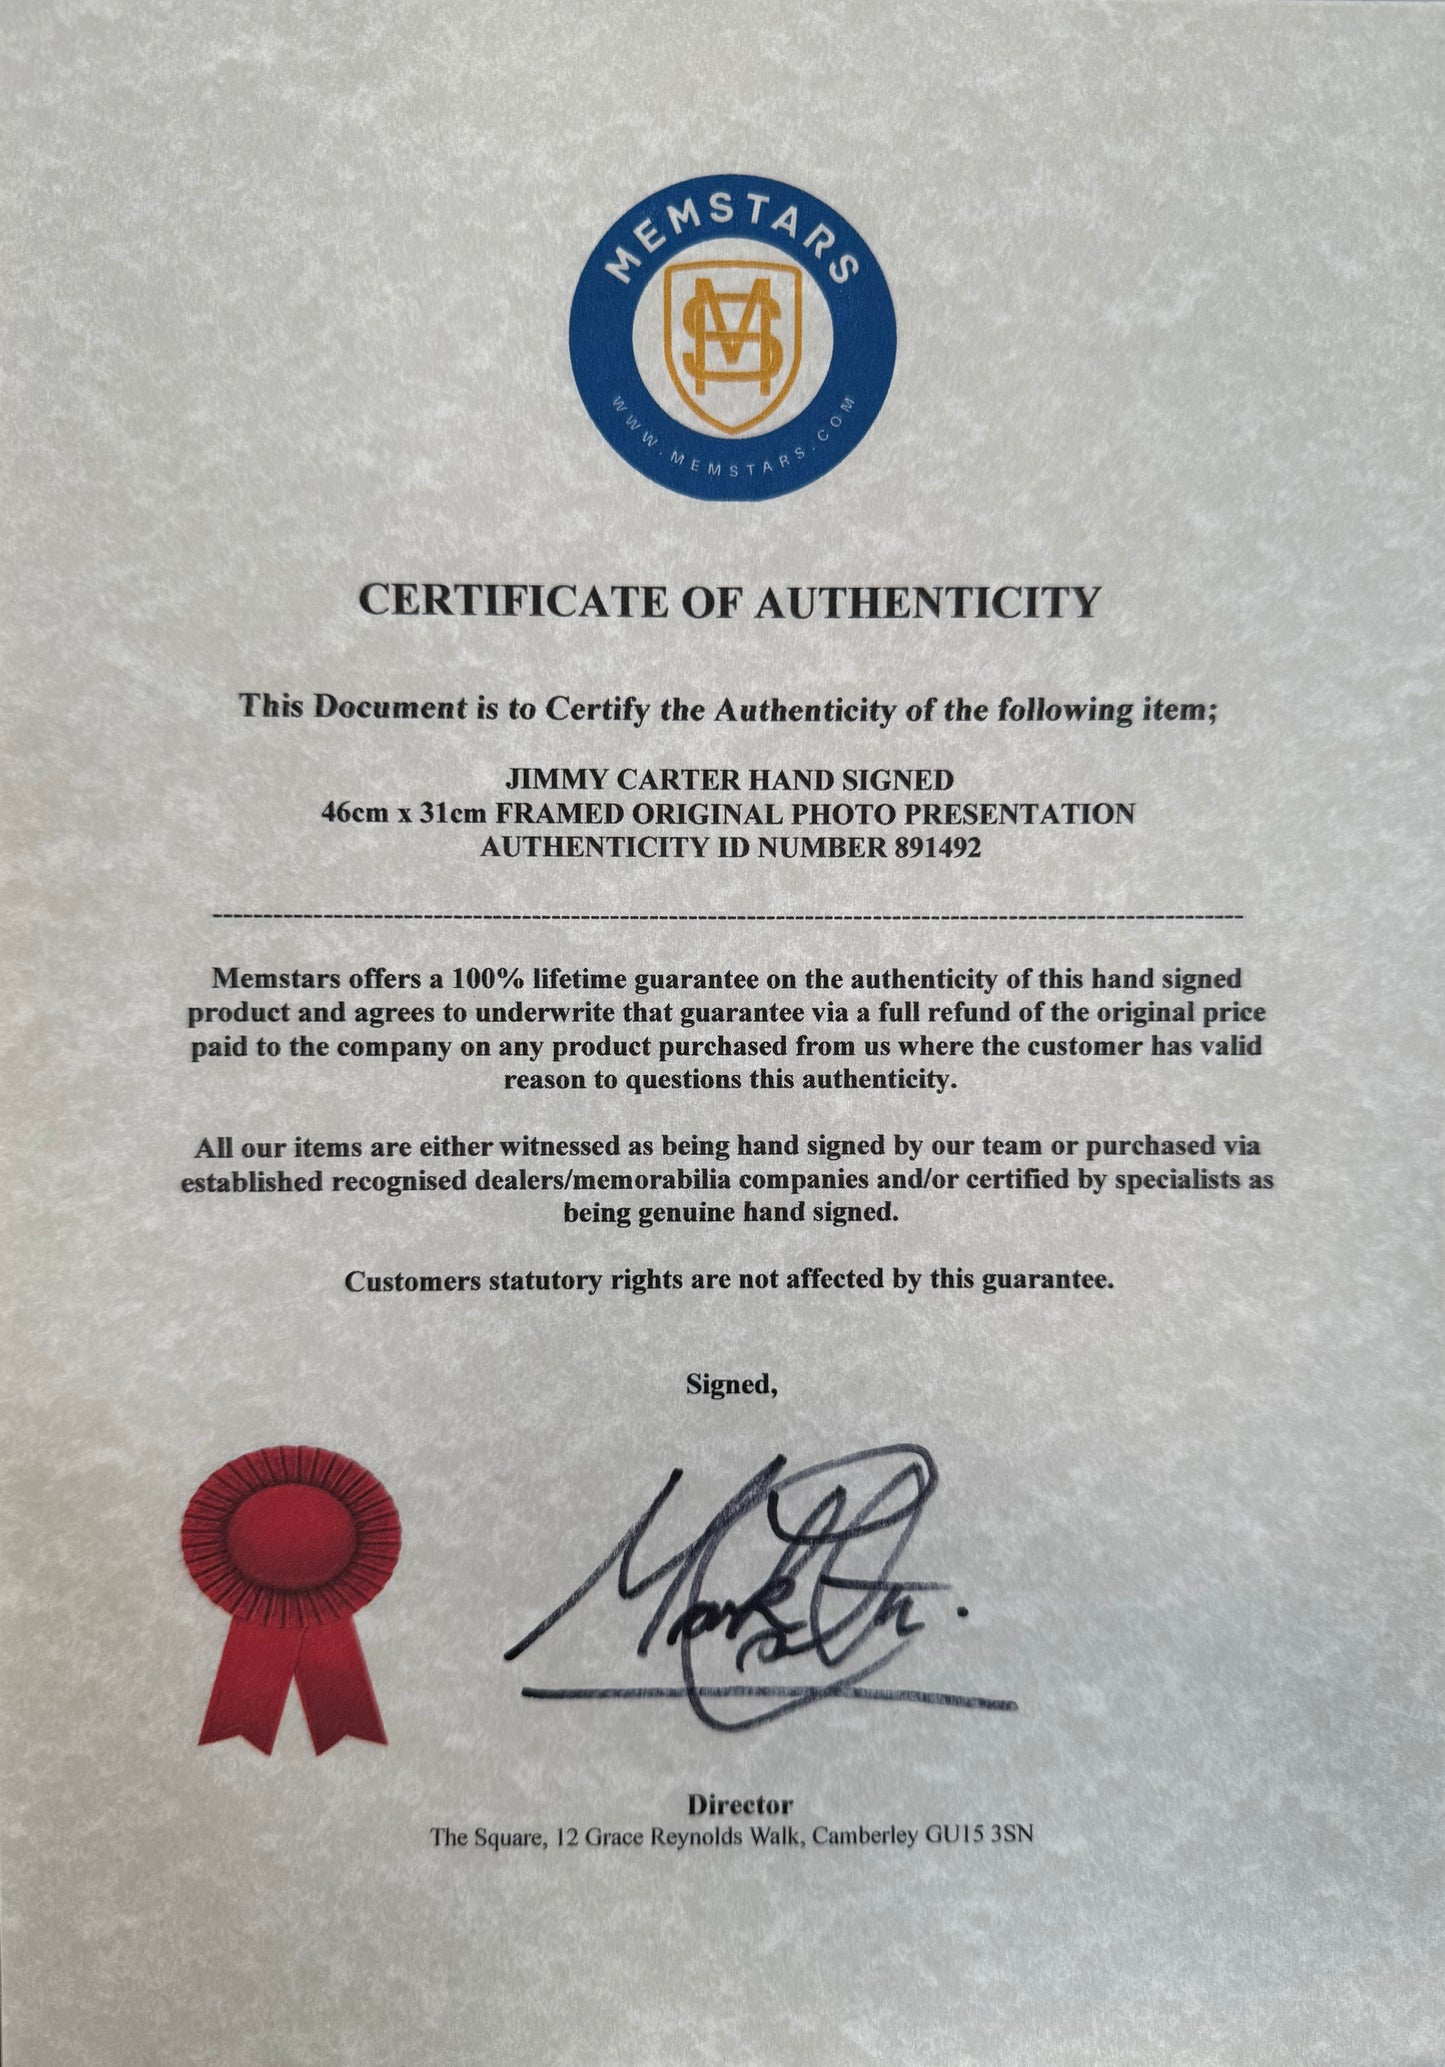 MEMSTARS
WWW.MEMSTARS.COM
CERTIFICATE OF AUTHENTICITY
This Document is to Certify the Authenticity of the following item;
JIMMY CARTER HAND SIGNED
46cm x 31cm FRAMED ORIGINAL PHOTO PRESENTATION
AUTHENTICITY ID NUMBER 891492
Memstars offers a 100% lifetime guarantee on the authenticity of this hand signed
product and agrees to underwrite that guarantee via a full refund of the original price
paid to the company on any product purchased from us where the customer has valid
reason to questions this authenticity.
All our items are either witnessed as being hand signed by our team or purchased via
established recognised dealers/memorabilia companies and/or certified by specialists as
being genuine hand signed.
Customers statutory rights are not affected by this guarantee.
Signed,
Director
The Square, 12 Grace Reynolds Walk, Camberley GU15 3SN